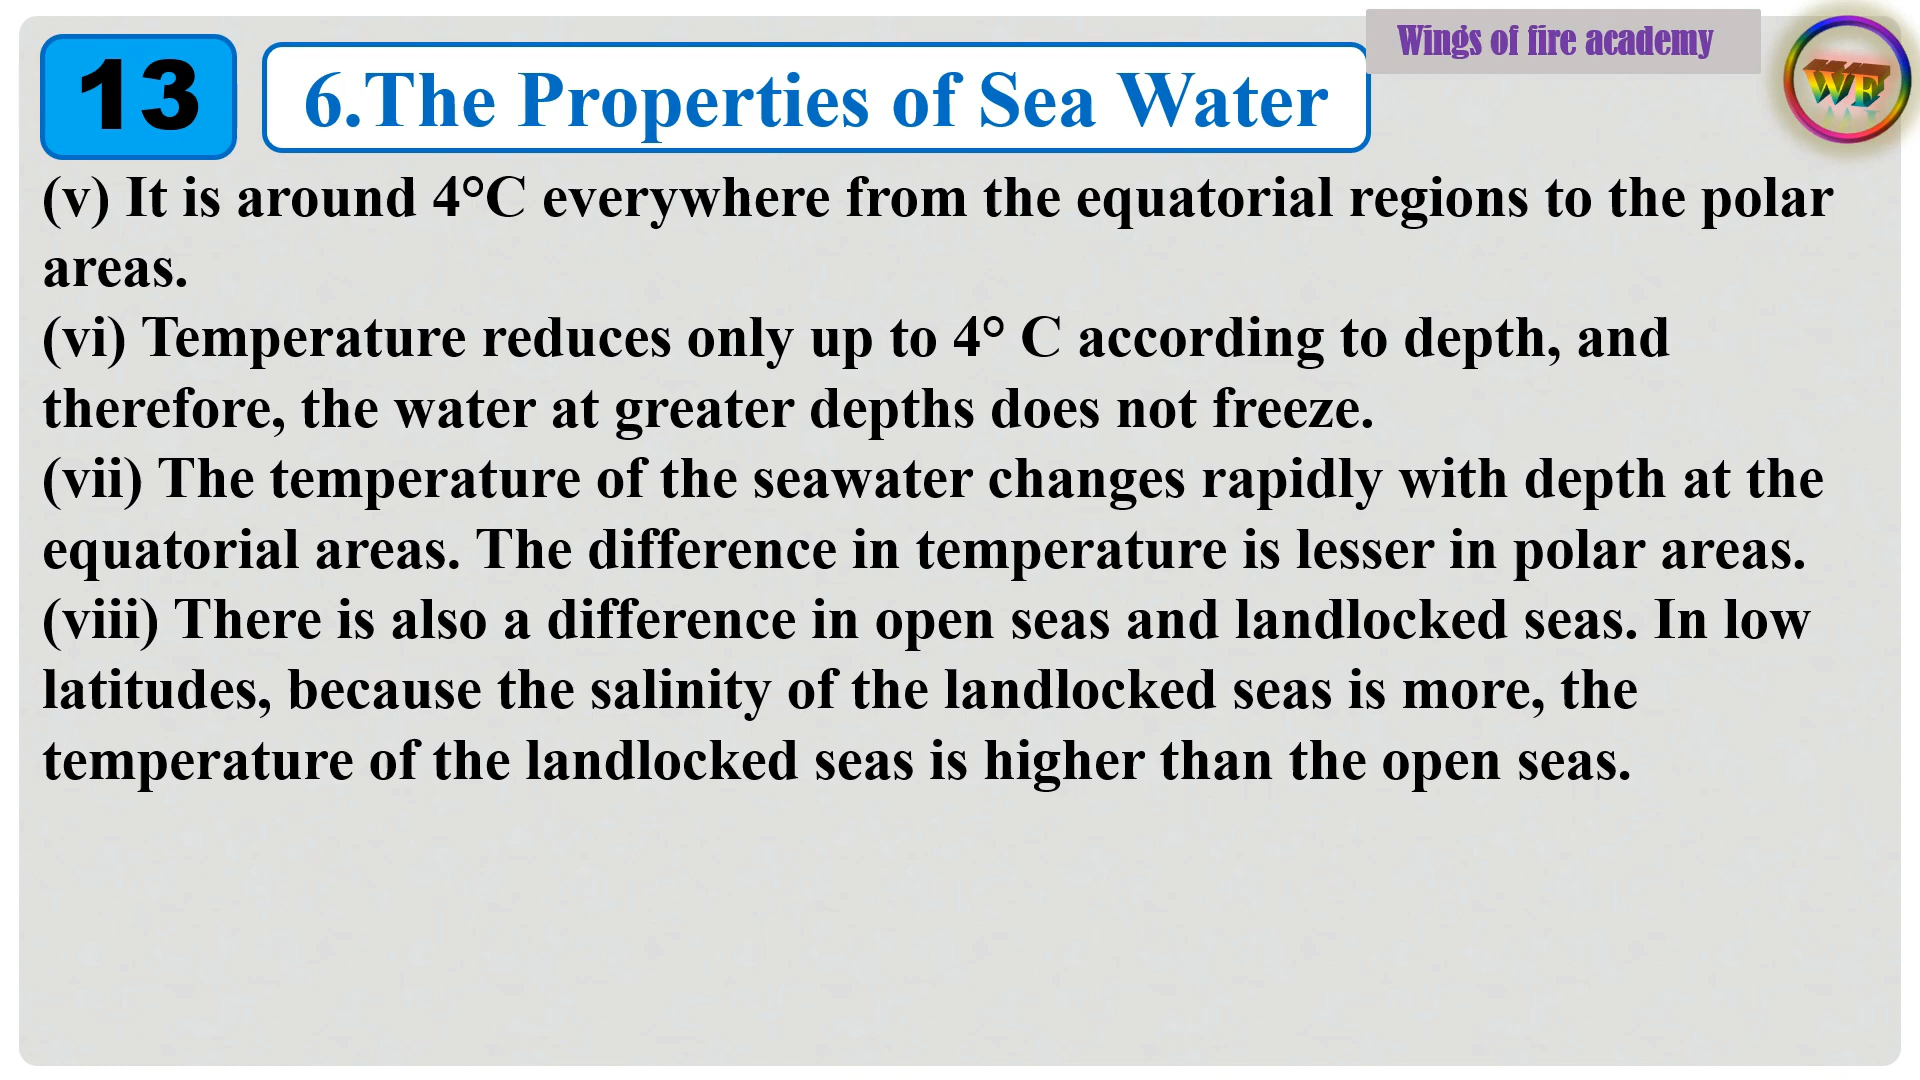 Wings of fire academy
WF
13
6.The Properties of Sea Water
(v) It is around 4°C everywhere from the equatorial regions to the polar
areas.
(vi) Temperature reduces only up to 4° C according to depth, and
therefore, the water at greater depths does not freeze.
(vii) The temperature of the seawater changes rapidly with depth at the
equatorial areas. The difference in temperature is lesser in polar areas.
(viii) There is also a difference in open seas and landlocked seas. In low
latitudes, because the salinity of the landlocked seas is more, the
temperature of the landlocked seas is higher than the open seas.